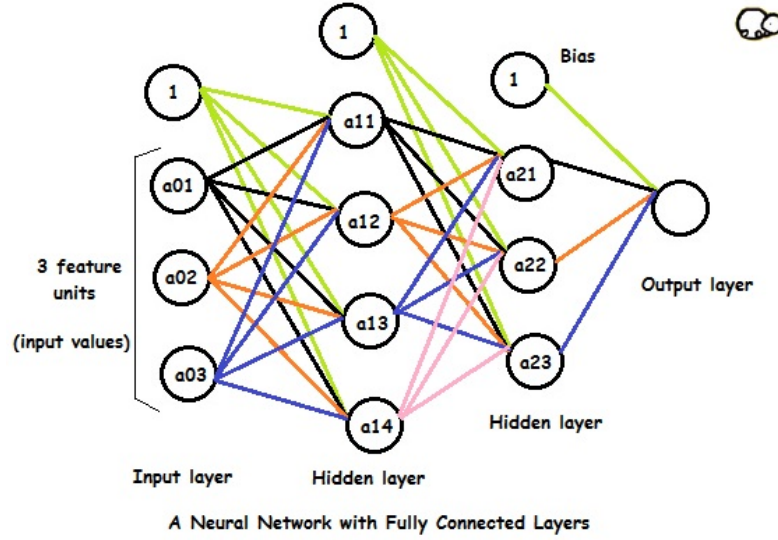 1
1
1
Bias
a11
a01
a21
a12
3 feature
units
(input values)
a02
a22
Output layer
a13
a03
a23
a14
Hidden layer
Input layer
Hidden layer
A Neural Network with Fully Connected Layers